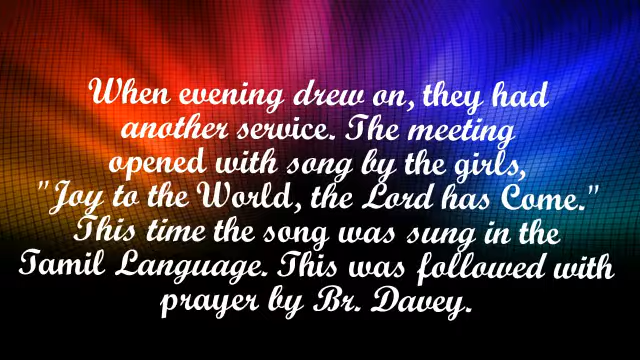 When evening drew on, they had
another service. The meeting
opened with song by the girls,
"Joy to the World, the Lord has Come."
This time the song was sung in the
Tamil Language. This was followed with
prayer by Br. Davey.